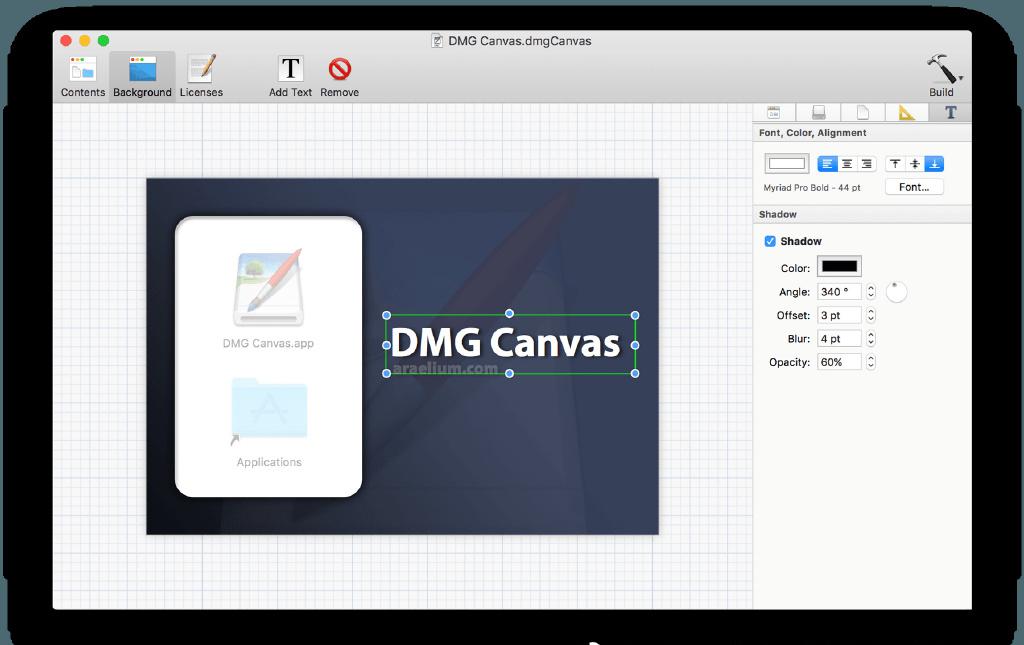 DMG Canvas.dmgCanvas
Contents
Background
Licenses
T
Add Text
Remove
Build
T
Font, Color, Alignment
Myriad Pro Bold - 44 pt
Font...
Shadow
Shadow
Color:
Angle: 340 °
Offset: 3 pt
Blur: 4 pt
Opacity: 60%
DMG Canvas.app
Applications
DMG Canvas
araelium.com